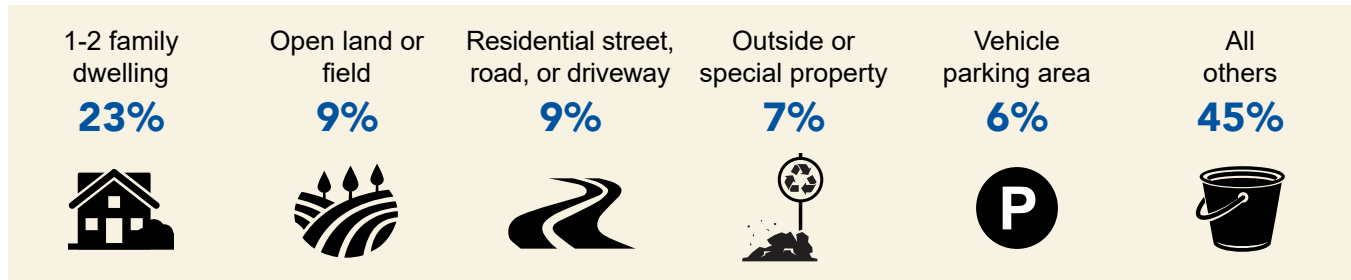 1-2 family
dwelling
23%
Open land or
field
9%
Residential street,
road, or driveway
9%
Outside or
special property
7%
Vehicle
parking area
6%
P
All
others
45%